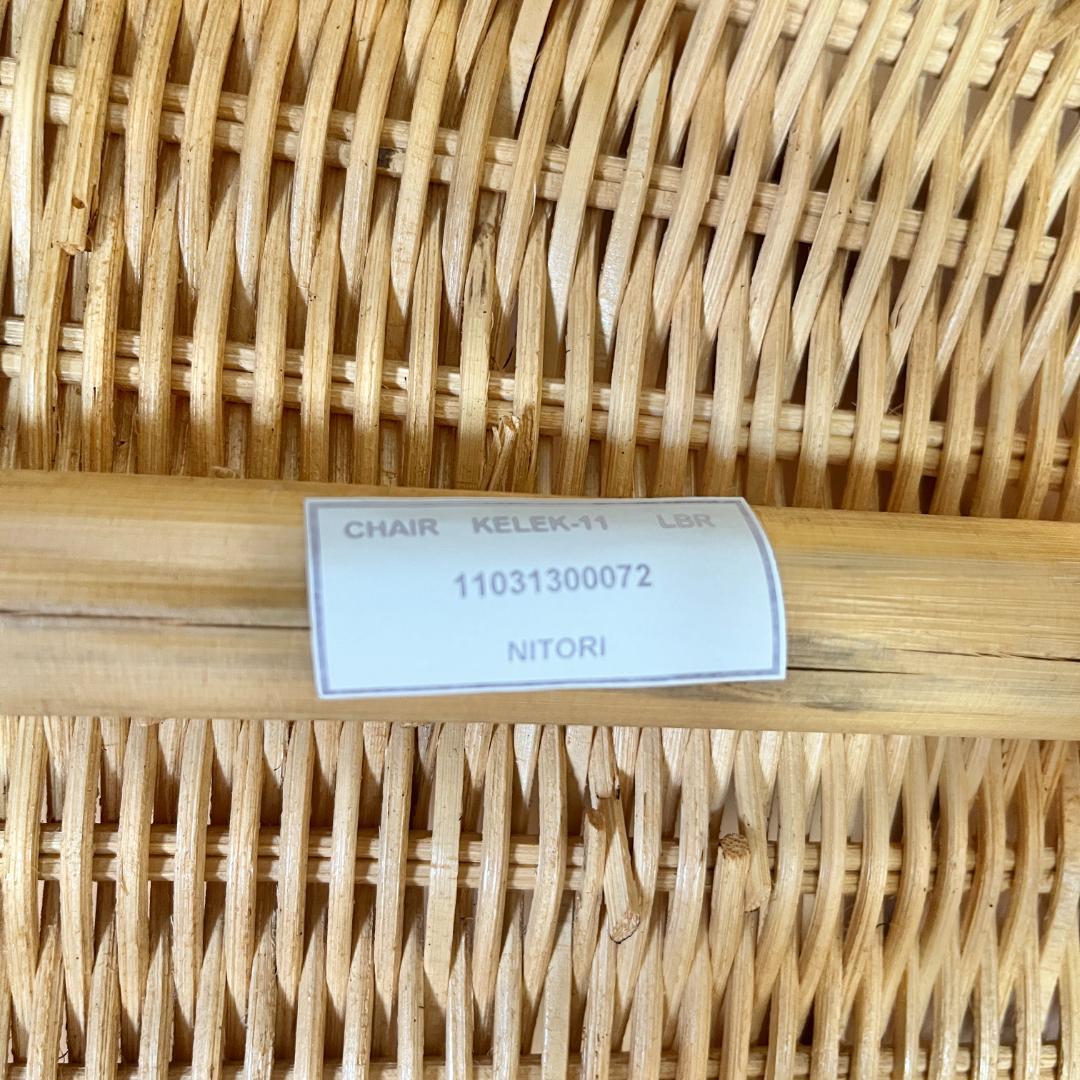 CHAIR KELEK-11 LBR
11031300072
NITORI